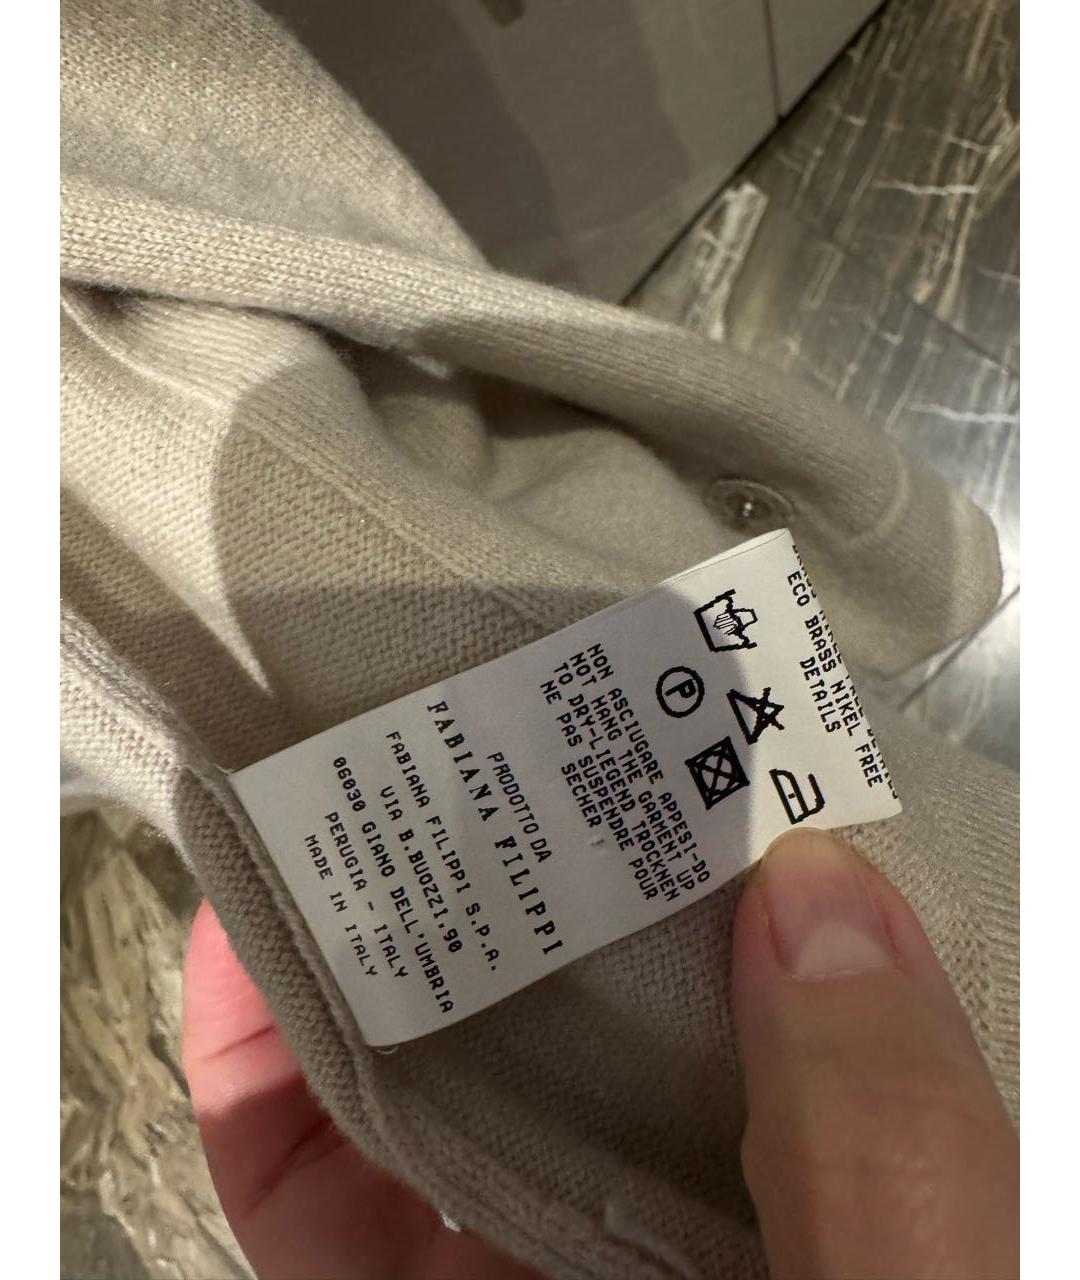 ECO BRASS NIKEL FREE
DETAILS
P
NON ASCIUGARE APPESI-DO
NOT HANG THE GARMENT UP
TO DRY-LIEGEND TROCKNEN
NE PAS SUSPENDRE POUR
SECHER
PRODOTTO DA
FABIANA FILIPPI
FABIANA FILIPPI S.P.A.
VIA B.BUOZZI.90
06030 GIANO DELL'UMBRIA
PERUGIA - ITALY
MADE IN ITALY